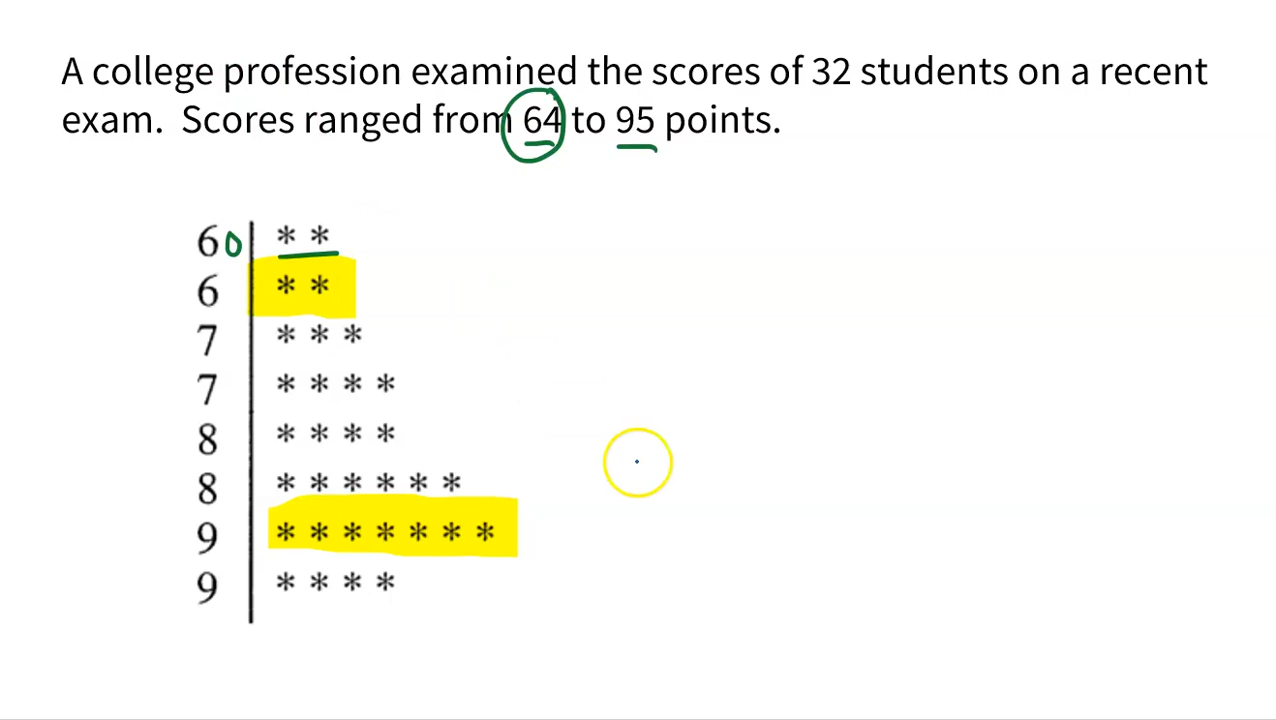 A college profession examined the scores of 32 students on a recent
exam. Scores ranged from 64 to 95 points.
60 | * *
6 | * *
7 | * * *
7 | * * * *
8 | * * * *
8 | * * * * * *
9 | * * * * * * *
9 | * * * *